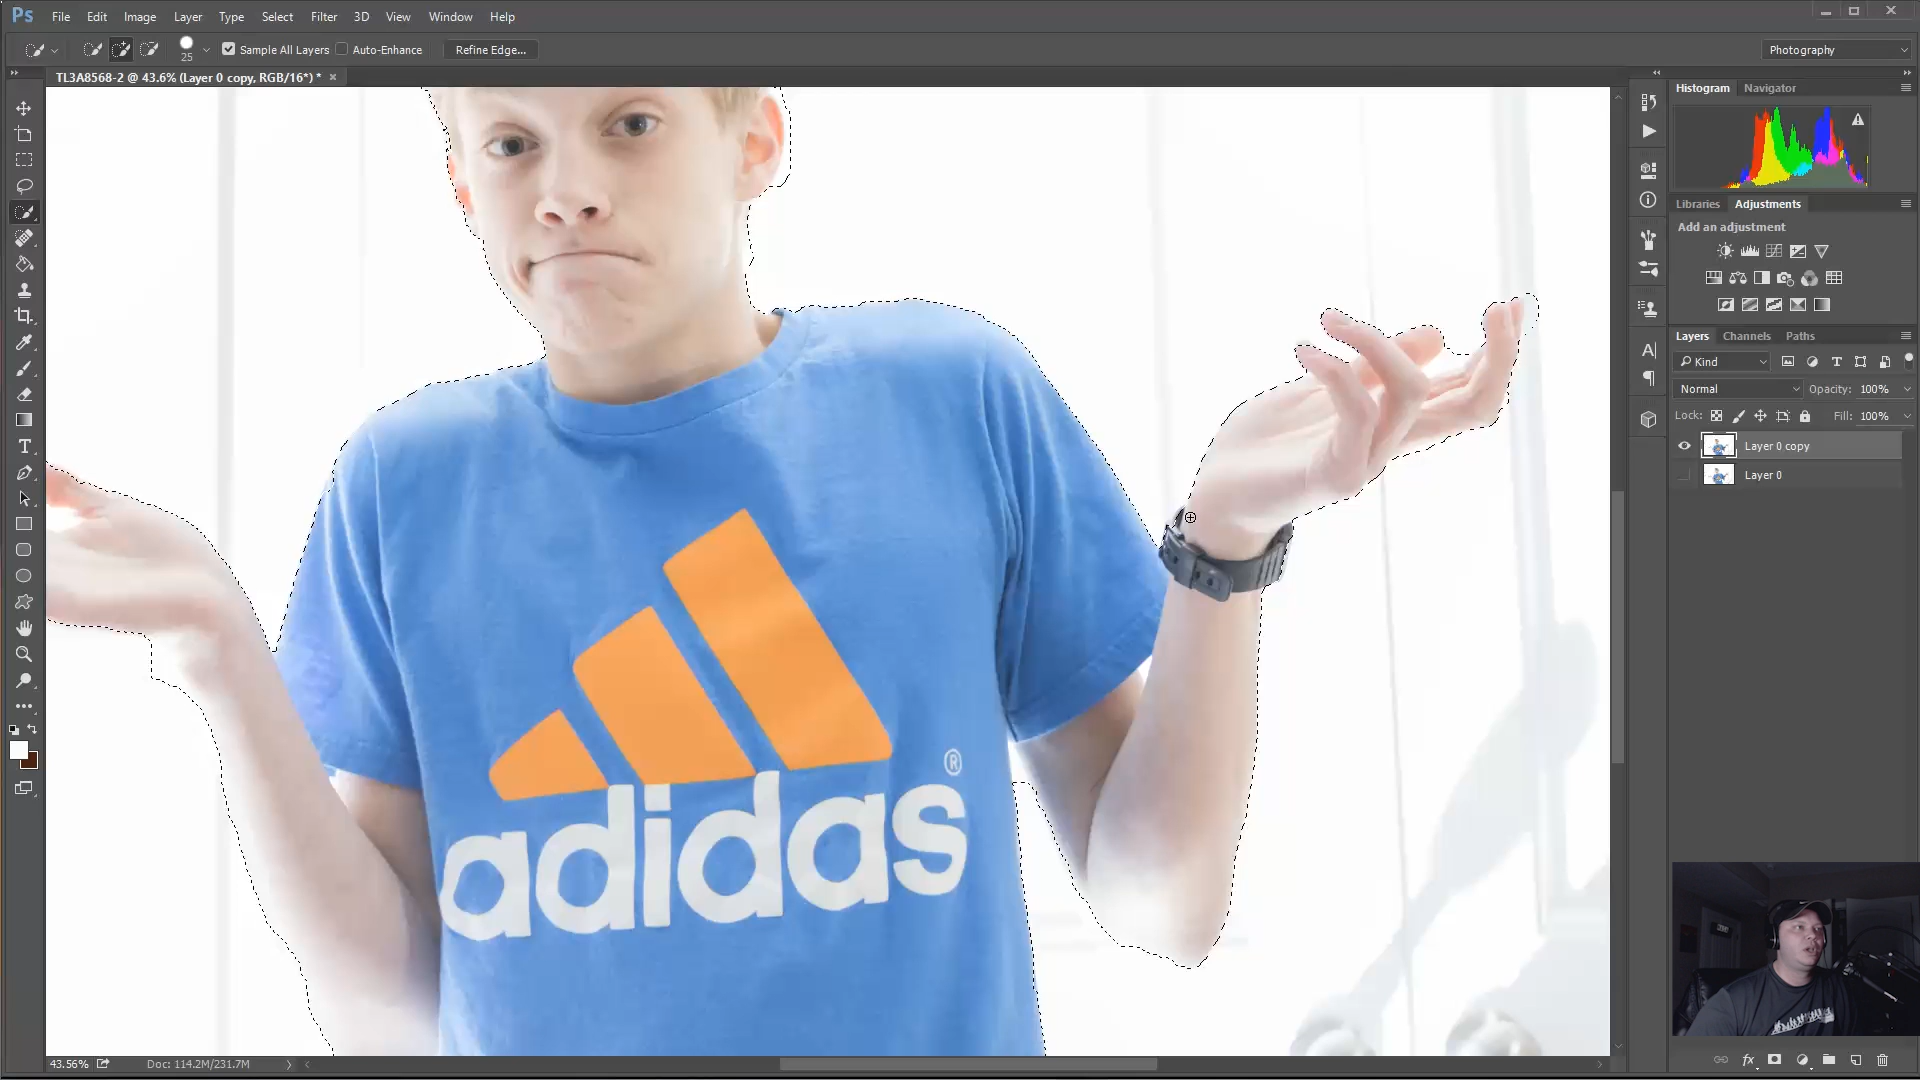 Ps File Edit Image Layer Type Select Filter 3D View Window Help
25 Sample All Layers Auto-Enhance Refine Edge... Photography
TL3A8568-2 @ 43.6% (Layer 0 copy, RGB/16*) * ×
Histogram Navigator
Libraries Adjustments
Add an adjustment
Layers Channels Paths
Kind
Normal Opacity: 100%
Lock: Fill: 100%
Layer 0 copy
Layer 0
®
adidas
43.56% Doc: 114.2M/231.7M